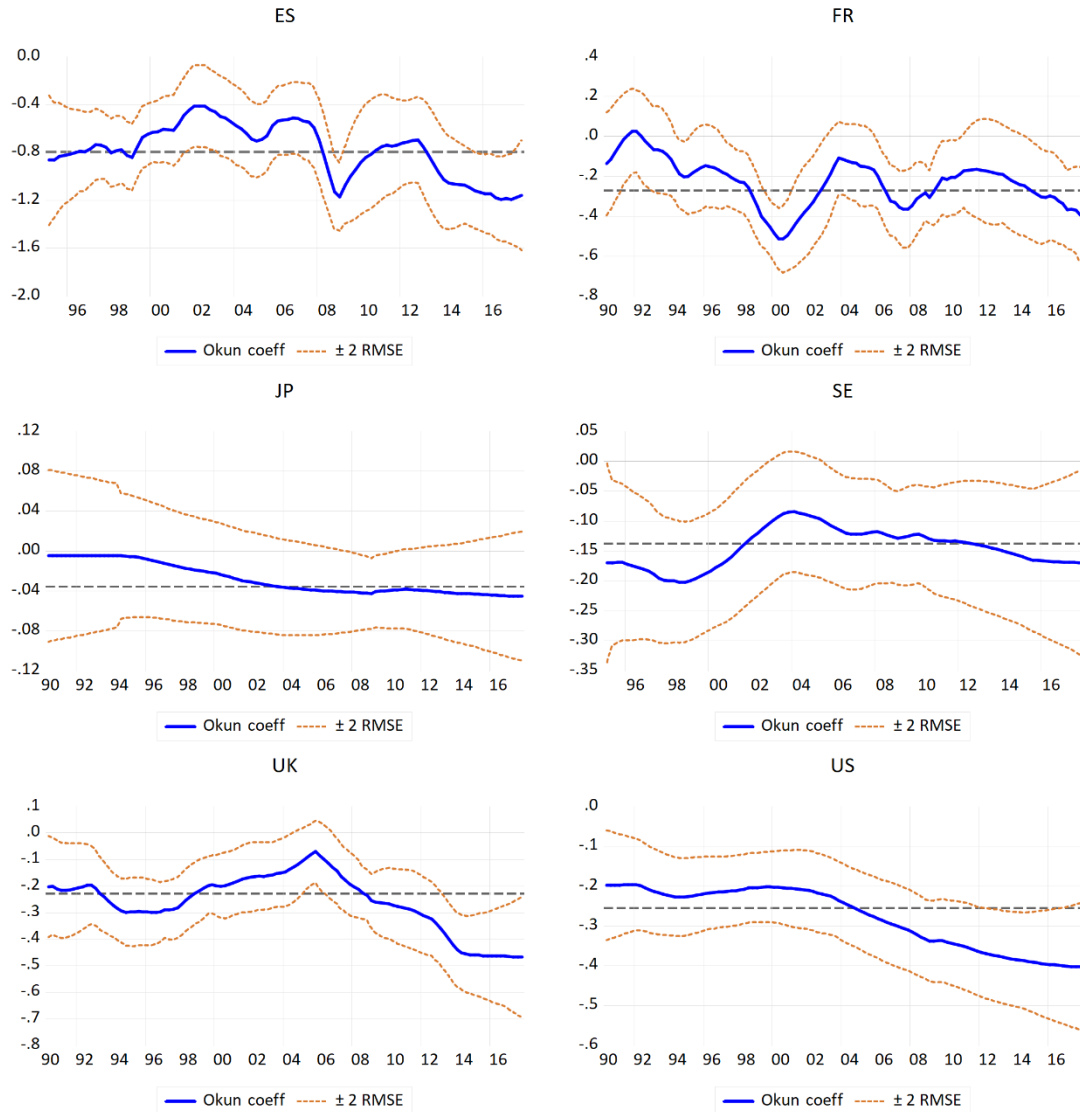 ES
0.0
-0.4
-0.8
-1.2
-1.6
-2.0
96 98 00 02 04 06 08 10 12 14 16
Okun coeff ± 2 RMSE
FR
.4
.2
.0
-.2
-.4
-.6
-.8
90 92 94 96 98 00 02 04 06 08 10 12 14 16
Okun coeff ± 2 RMSE
JP
.12
.08
.04
.00
-.04
-.08
-.12
90 92 94 96 98 00 02 04 06 08 10 12 14 16
Okun coeff ± 2 RMSE
SE
.05
.00
-.05
-.10
-.15
-.20
-.25
-.30
-.35
96 98 00 02 04 06 08 10 12 14 16
Okun coeff ± 2 RMSE
UK
.1
.0
-.1
-.2
-.3
-.4
-.5
-.6
-.7
-.8
90 92 94 96 98 00 02 04 06 08 10 12 14 16
Okun coeff ± 2 RMSE
US
.0
-.1
-.2
-.3
-.4
-.5
-.6
90 92 94 96 98 00 02 04 06 08 10 12 14 16
Okun coeff ± 2 RMSE